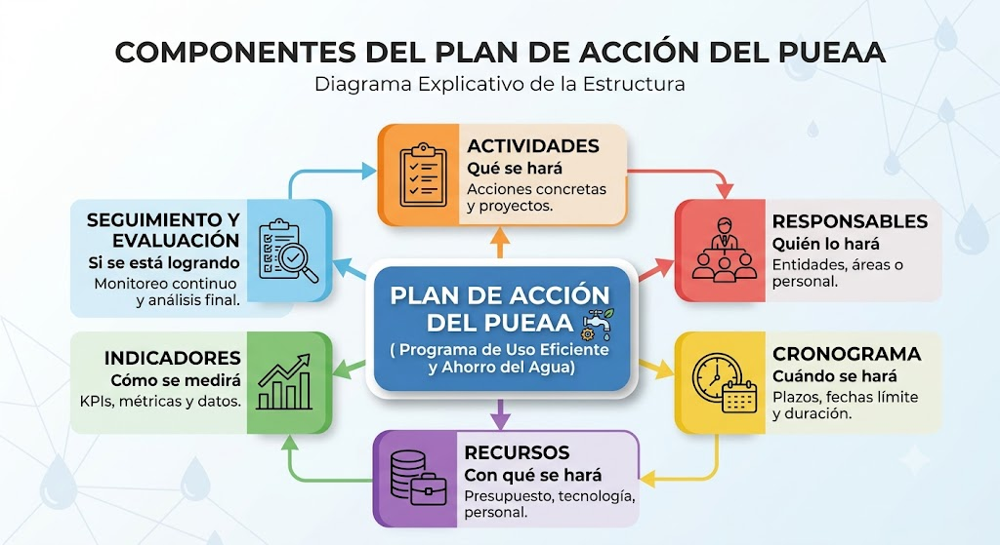 COMPONENTES DEL PLAN DE ACCIÓN DEL PUEAA
Diagrama Explicativo de la Estructura
ACTIVIDADES
Qué se hará
Acciones concretas
y proyectos.
SEGUIMIENTO Y
EVALUACIÓN
Si se está logrando
Monitoreo continuo
y análisis final.
RESPONSABLES
Quién lo hará
Entidades, áreas o
personal.
PLAN DE ACCIÓN
DEL PUEAA
( Programa de Uso Eficiente
y Ahorro del Agua)
INDICADORES
Cómo se medirá
KPIs, métricas y datos.
CRONOGRAMA
Cuándo se hará
Plazos, fechas límite
y duración.
RECURSOS
Con qué se hará
Presupuesto, tecnología,
personal.